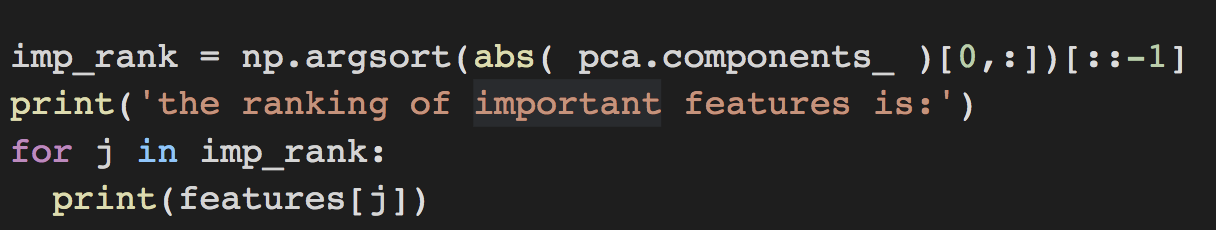 imp_rank = np.argsort(abs( pca.components_ )[0,:])[::-1]
print('the ranking of important features is:')
for j in imp_rank:
  print(features[j])